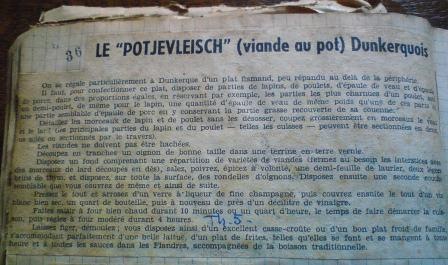 36
LE "POTJEVLEISCH" (viande au pot) Dunkerquois
On se régale particulièrement à Dunkerque d'un plat flamand, peu répandu au delà de la périphérie.
Il faut, pour confectionner ce plat, disposer de parties de lapins, de poulets, d'épaule de veau et d'épaule
de porc, dans des proportions égales, en réservant par exemple, les parties les plus charnues d'un poulet, soit
un demi-poulet, de même pour le lapin, une quantité d'épaule de veau de même poids qu'une de ces parts et
une partie semblable d'épaule de porc en y conservant la partie grasse recouverte de sa couenne.
Détaillez les morceaux de lapin et de poulet sans les désosser, coupez grossièrement en morceaux le veau
et le lard (les principales parties du lapin et du poulet — telles les cuisses — peuvent être sectionnées en deux
ou sectionnés par le travers).
Les viandes ne doivent pas être hachées.
Découpez en tranches un oignon de bonne taille dans une terrine en terre vernie.
Disposez un fond comprenant une répartition de variétés de viandes (fermez au besoin les interstices avec
des morceaux de lard découpés en dés), salez, poivrez, épicez à volonté, une demi-feuille de laurier, deux légers
brins de thym, et disposez, sur toute la surface, des rondelles d'oignons. Disposez ensuite une seconde couche
semblable que vous couvrez de même et ainsi de suite.
Pressez le tout et arrosez d'un verre à liqueur de fine champagne, puis couvrez ensuite le tout d'un vin
blanc bien sec, un quart de bouteille, puis à nouveau de près d'un décilitre de vinaigre.
Faites saisir à four bien chaud durant 10 minutes ou un quart d'heure, le temps de faire démarrer la cuisson,
puis réglez à four modéré durant 4 heures. Th. 5
Laissez figer, démoulez ; vous disposez ainsi d'un excellent casse-croûte ou d'un bon plat froid de famille,
s'accommodant parfaitement d'une belle laitue, d'un plat de frites, telles qu'elles se font et se mangent à toute
heure et à toutes les sauces dans les Flandres, accompagnées de la boisson traditionnelle.